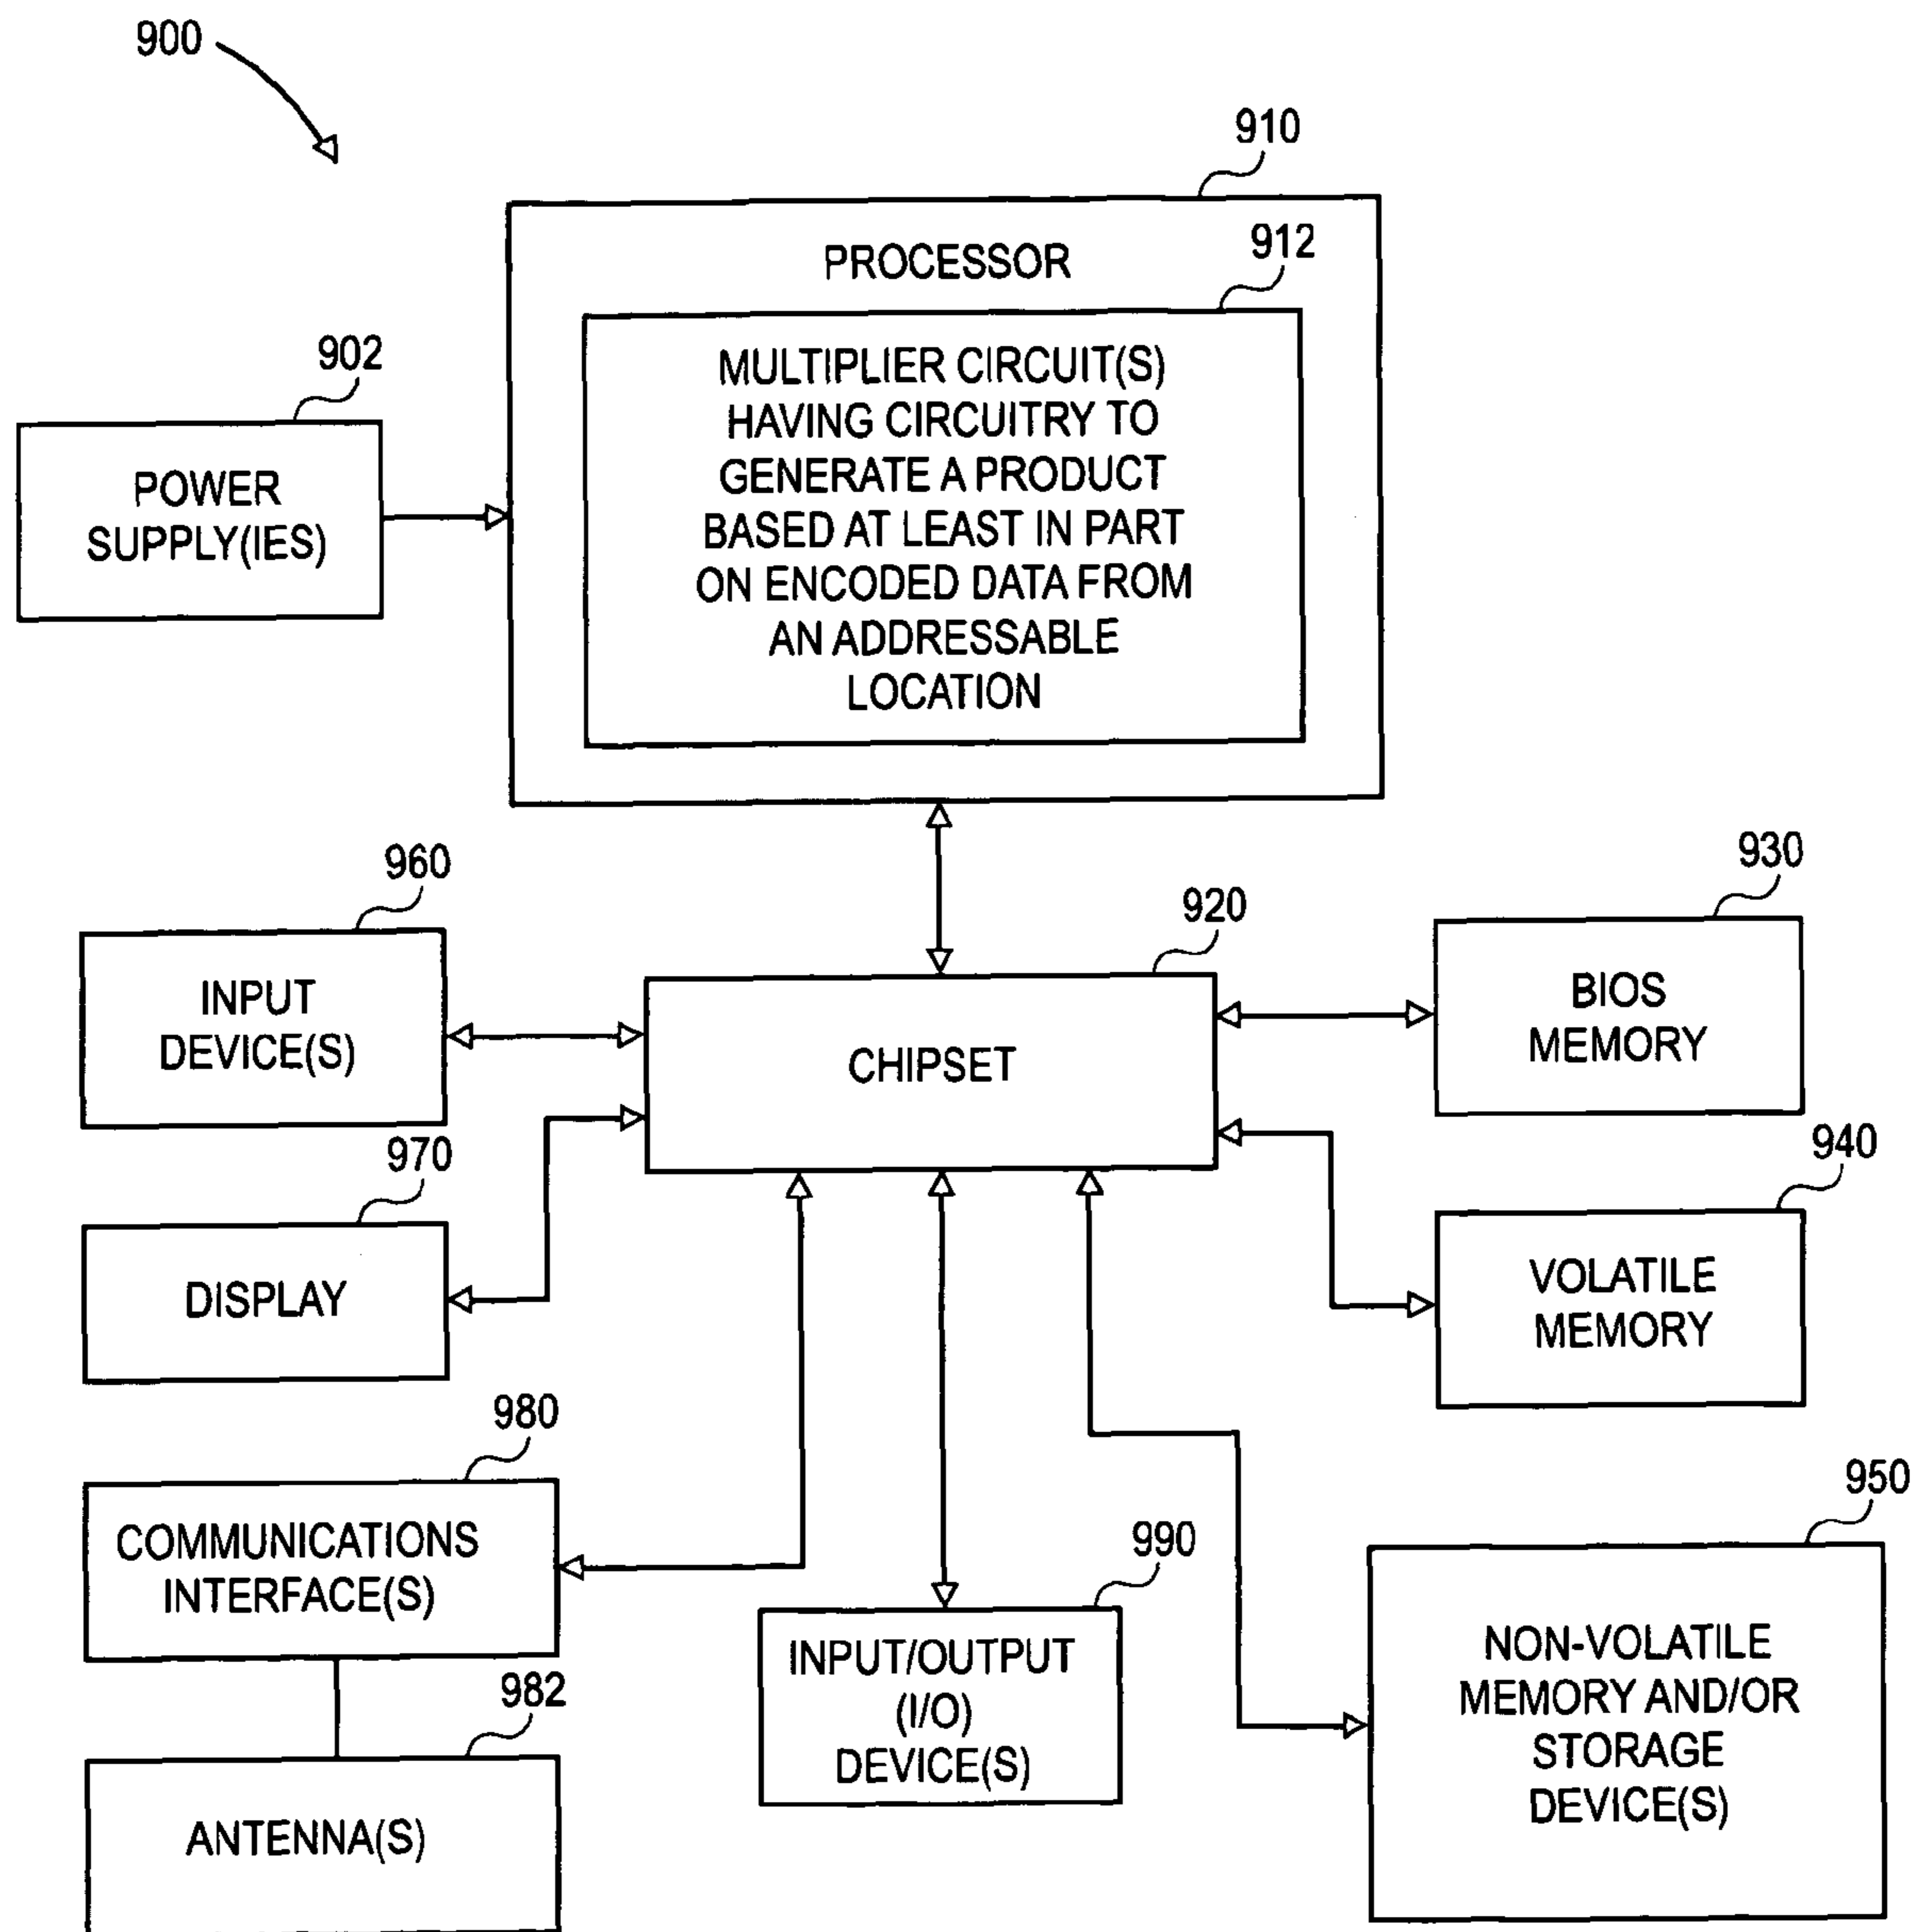 900
910
PROCESSOR
912
MULTIPLIER CIRCUIT(S)
HAVING CIRCUITRY TO
GENERATE A PRODUCT
BASED AT LEAST IN PART
ON ENCODED DATA FROM
AN ADDRESSABLE
LOCATION
902
POWER
SUPPLY(IES)
960
INPUT
DEVICE(S)
920
CHIPSET
930
BIOS
MEMORY
970
DISPLAY
940
VOLATILE
MEMORY
980
COMMUNICATIONS
INTERFACE(S)
982
ANTENNA(S)
990
INPUT/OUTPUT
(I/O)
DEVICE(S)
950
NON-VOLATILE
MEMORY AND/OR
STORAGE
DEVICE(S)